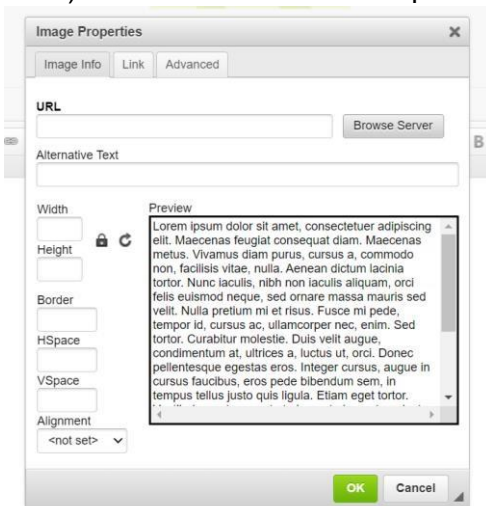 Image Properties
Image Info Link Advanced
URL
Browse Server
Alternative Text
Width
Preview
Height
Border
HSpace
VSpace
Alignment
<not set>
Lorem ipsum dolor sit amet, consectetuer adipiscing
elit. Maecenas feugiat consequat diam. Maecenas
metus. Vivamus diam purus, cursus a, commodo
non, facilisis vitae, nulla. Aenean dictum lacinia
tortor. Nunc iaculis, nibh non iaculis aliquam, orci
felis euismod neque, sed ornare massa mauris sed
velit. Nulla pretium mi et risus. Fusce mi pede,
tempor id, cursus ac, ullamcorper nec, enim. Sed
tortor. Curabitur molestie. Duis velit augue,
condimentum at, ultrices a, luctus ut, orci. Donec
pellentesque egestas eros. Integer cursus, augue in
cursus faucibus, eros pede bibendum sem, in
tempus tellus justo quis ligula. Etiam eget tortor.
OK Cancel
B